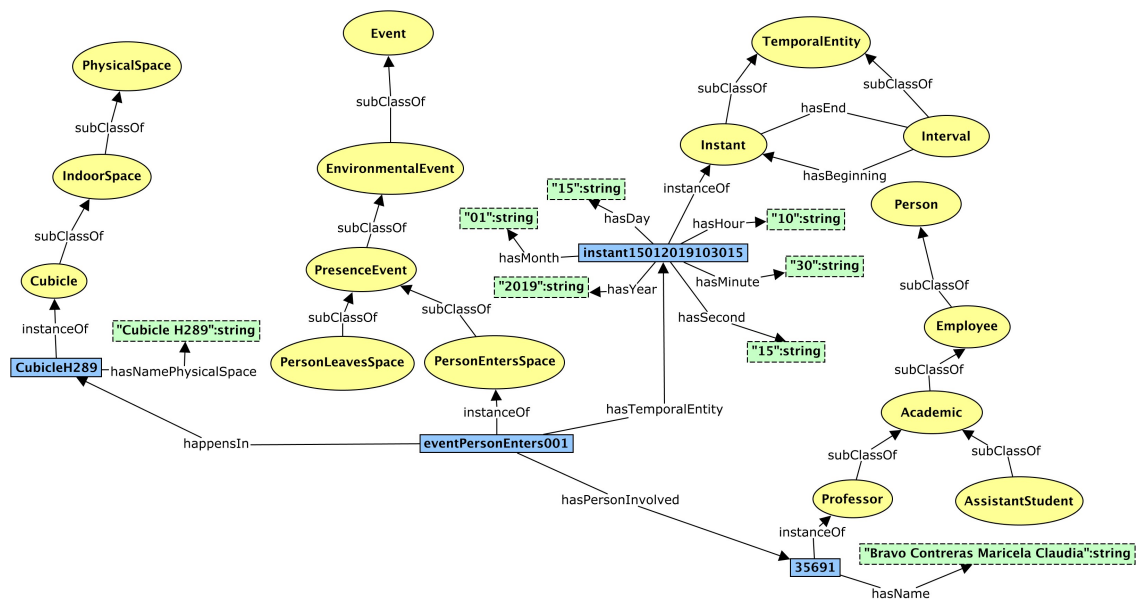 Event
TemporalEntity
PhysicalSpace
subClassOf
subClassOf
subClassOf
hasEnd
subClassOf
Instant
Interval
EnvironmentalEvent
hasBeginning
IndoorSpace
instanceOf
"15":string
Person
"01":string
hasDay
hasHour
"10":string
subClassOf
subClassOf
instant15012019103015
hasMonth
PresenceEvent
hasMinute
"30":string
Cubicle
"2019":string
hasYear
subClassOf
subClassOf
subClassOf
hasSecond
instanceOf
"Cubicle H289":string
Employee
"15":string
PersonLeavesSpace
PersonEntersSpace
CubicleH289
hasNamePhysicalSpace
subClassOf
instanceOf
hasTemporalEntity
Academic
happensIn
eventPersonEnters001
subClassOf
subClassOf
hasPersonInvolved
Professor
AssistantStudent
instanceOf
"Bravo Contreras Maricela Claudia":string
35691
hasName